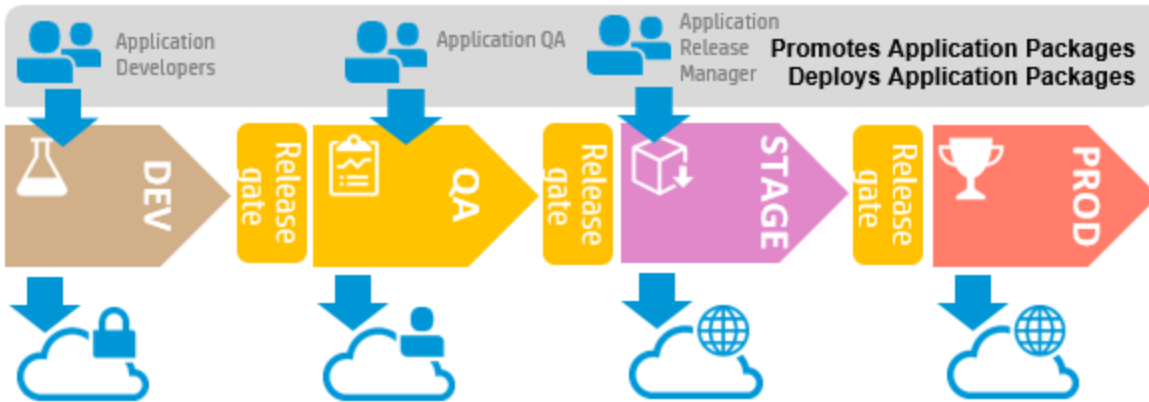 Application
Developers
Application QA
Application
Release
Manager
Promotes Application Packages
Deploys Application Packages
DEV
Release
gate
QA
Release
gate
STAGE
Release
gate
PROD